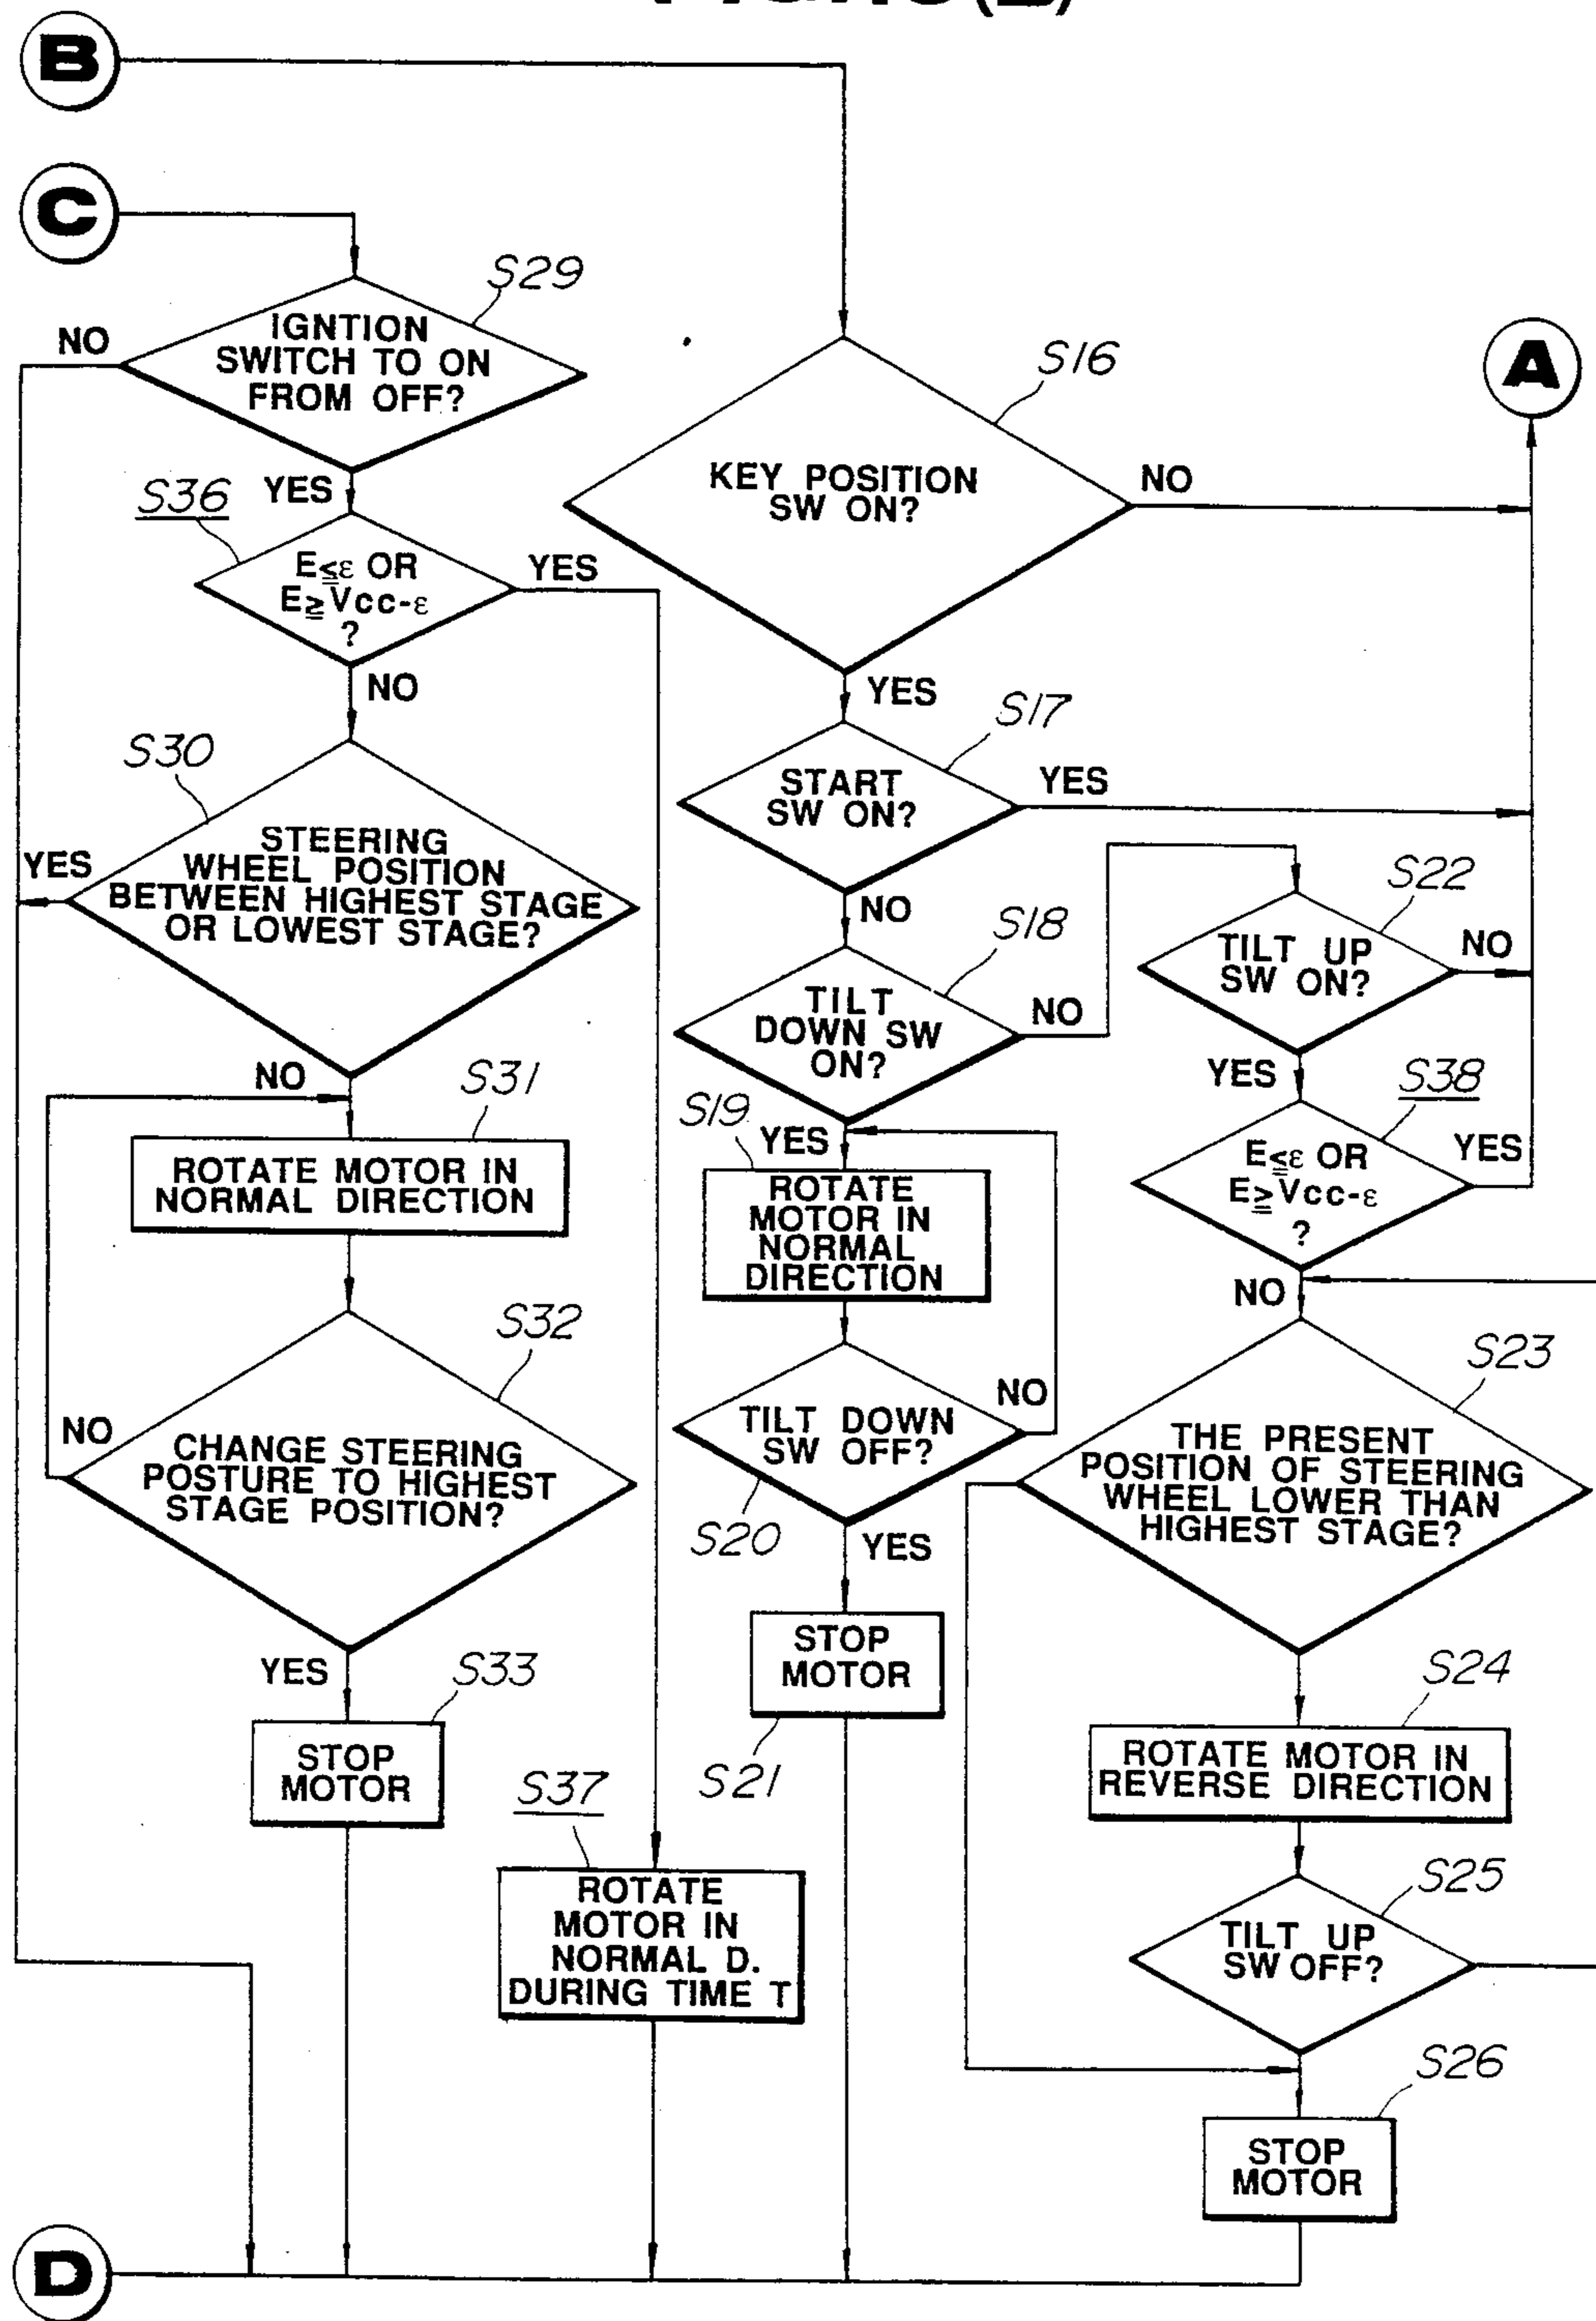 B
C
S29
IGNTION
SWITCH TO ON
FROM OFF?
NO
YES
S36
E≦ε OR
E≧Vcc-ε
?
YES
NO
S30
STEERING
WHEEL POSITION
BETWEEN HIGHEST STAGE
OR LOWEST STAGE?
YES
NO
S31
ROTATE MOTOR IN
NORMAL DIRECTION
S32
CHANGE STEERING
POSTURE TO HIGHEST
STAGE POSITION?
NO
YES
S33
STOP
MOTOR
S37
ROTATE
MOTOR IN
NORMAL D.
DURING TIME T
S16
KEY POSITION
SW ON?
NO
YES
S17
START
SW ON?
YES
NO
S18
TILT
DOWN SW
ON?
NO
YES
S19
ROTATE
MOTOR IN
NORMAL
DIRECTION
TILT DOWN
SW OFF?
NO
S20
YES
STOP
MOTOR
S21
A
S22
TILT UP
SW ON?
NO
YES
S38
E≦ε OR
E≧Vcc-ε
?
YES
NO
S23
THE PRESENT
POSITION OF STEERING
WHEEL LOWER THAN
HIGHEST STAGE?
S24
ROTATE MOTOR IN
REVERSE DIRECTION
S25
TILT UP
SW OFF?
S26
STOP
MOTOR
D